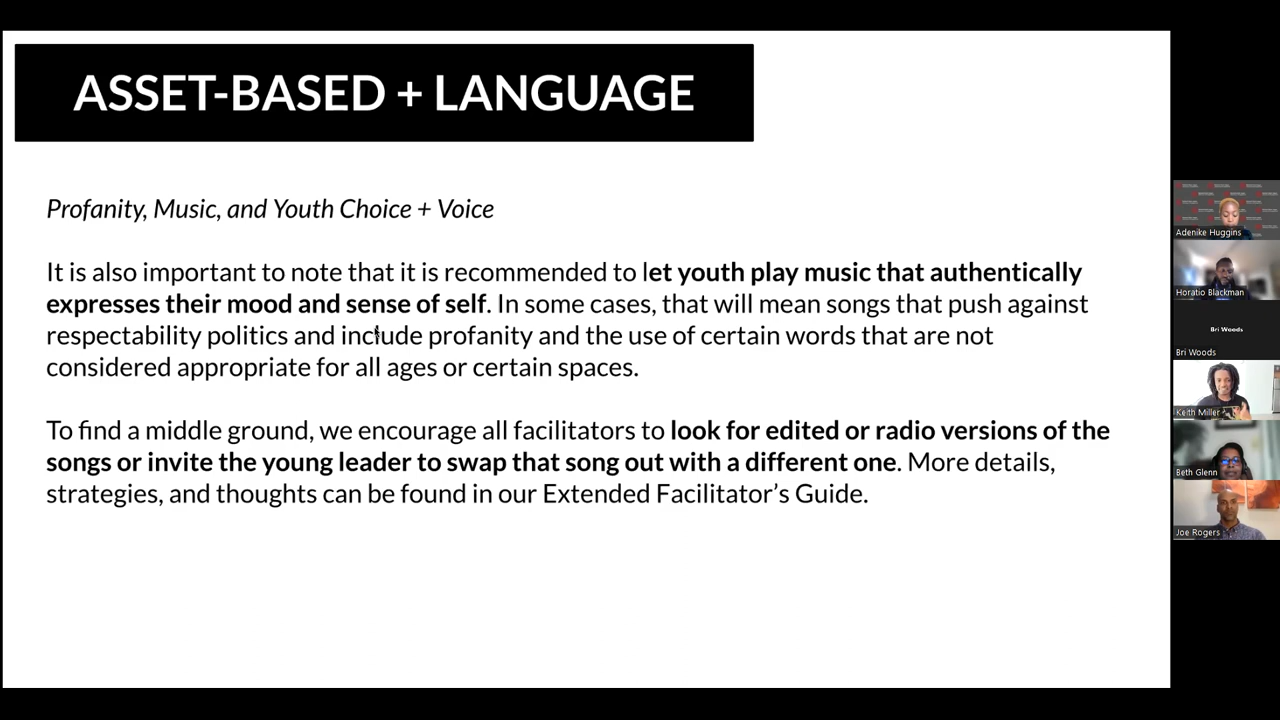 ASSET-BASED + LANGUAGE
Profanity, Music, and Youth Choice + Voice
It is also important to note that it is recommended to let youth play music that authentically
expresses their mood and sense of self. In some cases, that will mean songs that push against
respectability politics and include profanity and the use of certain words that are not
considered appropriate for all ages or certain spaces.
To find a middle ground, we encourage all facilitators to look for edited or radio versions of the
songs or invite the young leader to swap that song out with a different one. More details,
strategies, and thoughts can be found in our Extended Facilitator's Guide.
Adenike Huggins
Horatio Blackman
Bri Woods
Bri Woods
Keith Miller
Beth Glenn
Joe Rogers